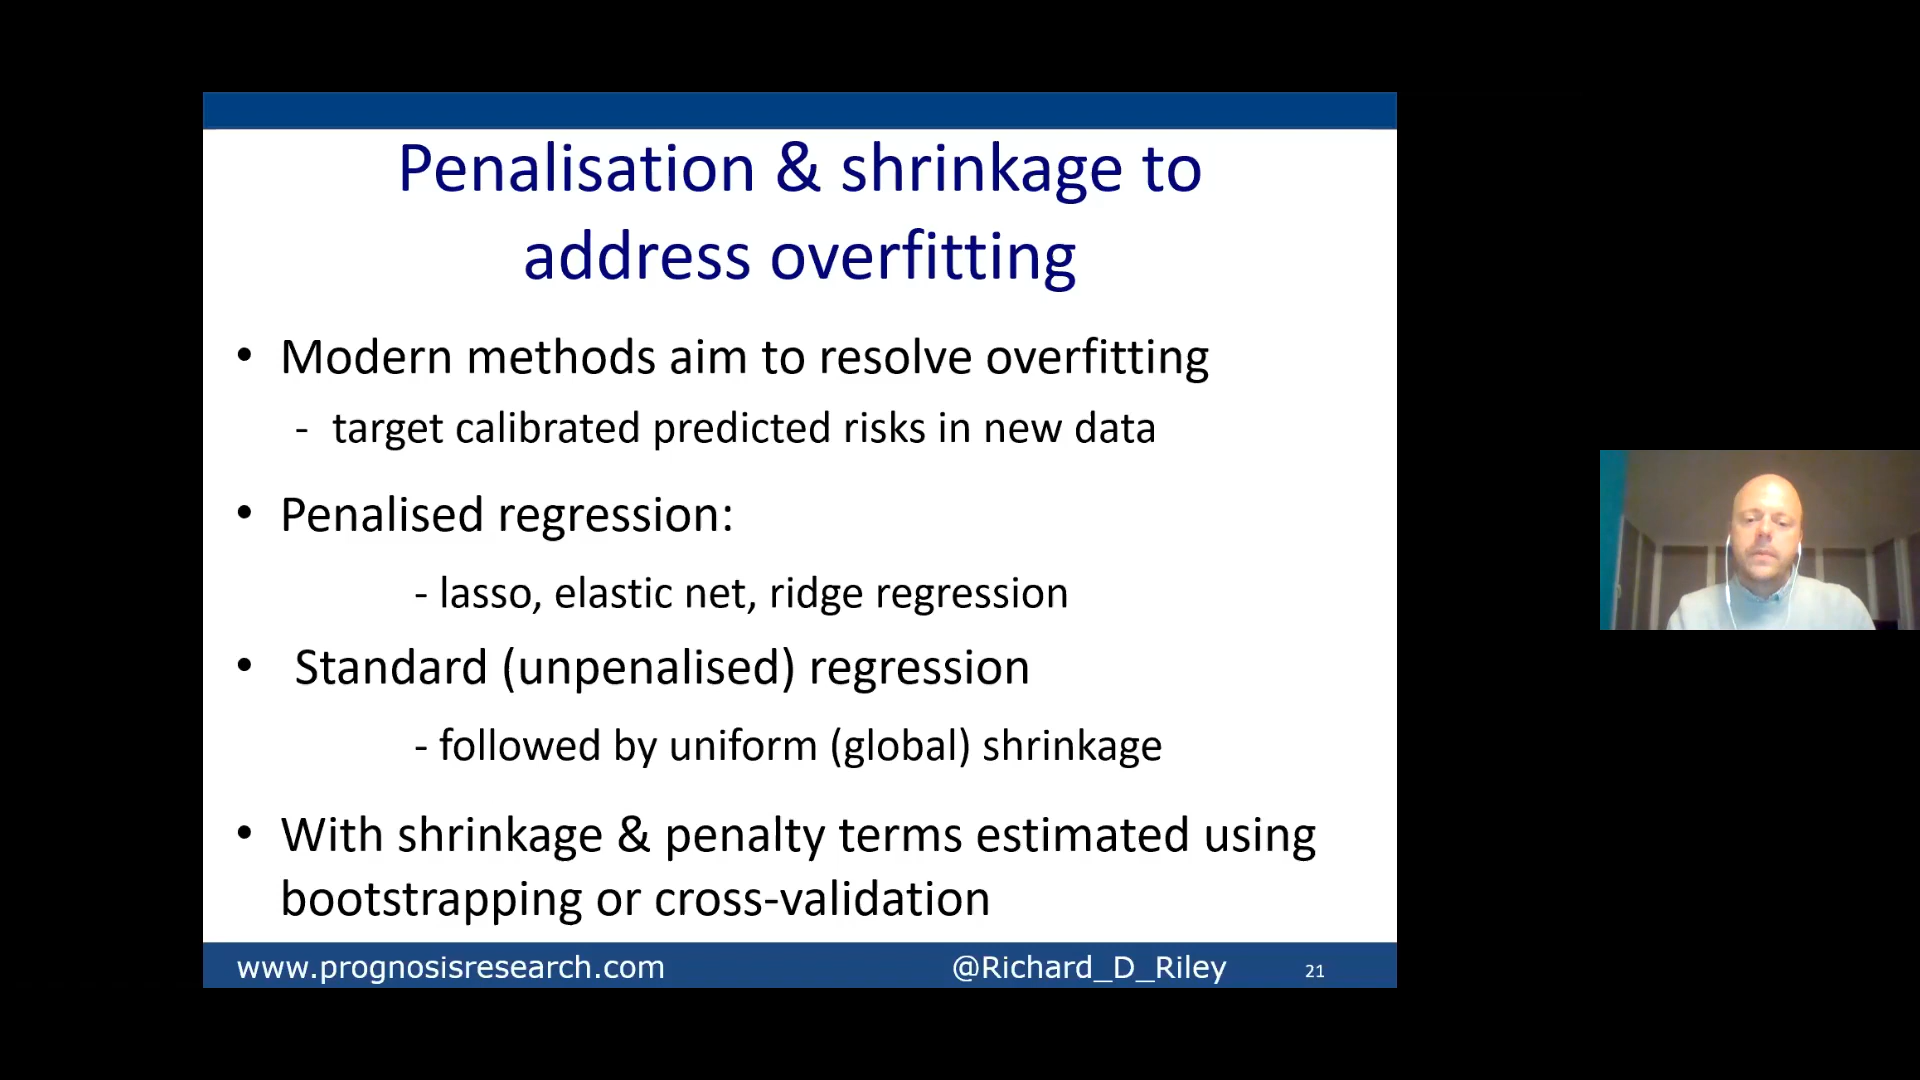 Penalisation & shrinkage to
address overfitting
• Modern methods aim to resolve overfitting
- target calibrated predicted risks in new data
• Penalised regression:
- lasso, elastic net, ridge regression
• Standard (unpenalised) regression
- followed by uniform (global) shrinkage
• With shrinkage & penalty terms estimated using
bootstrapping or cross-validation
www.prognosisresearch.com @Richard_D_Riley 21